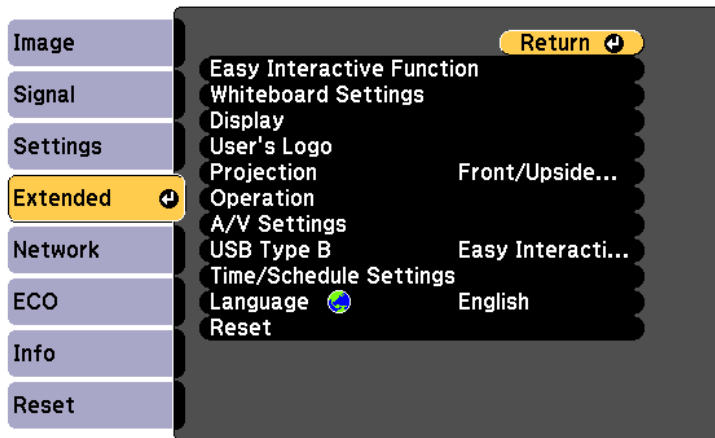 Image
Signal
Settings
Extended
Network
ECO
Info
Reset
Return
Easy Interactive Function
Whiteboard Settings
Display
User's Logo
Projection Front/Upside...
Operation
A/V Settings
USB Type B Easy Interacti...
Time/Schedule Settings
Language English
Reset